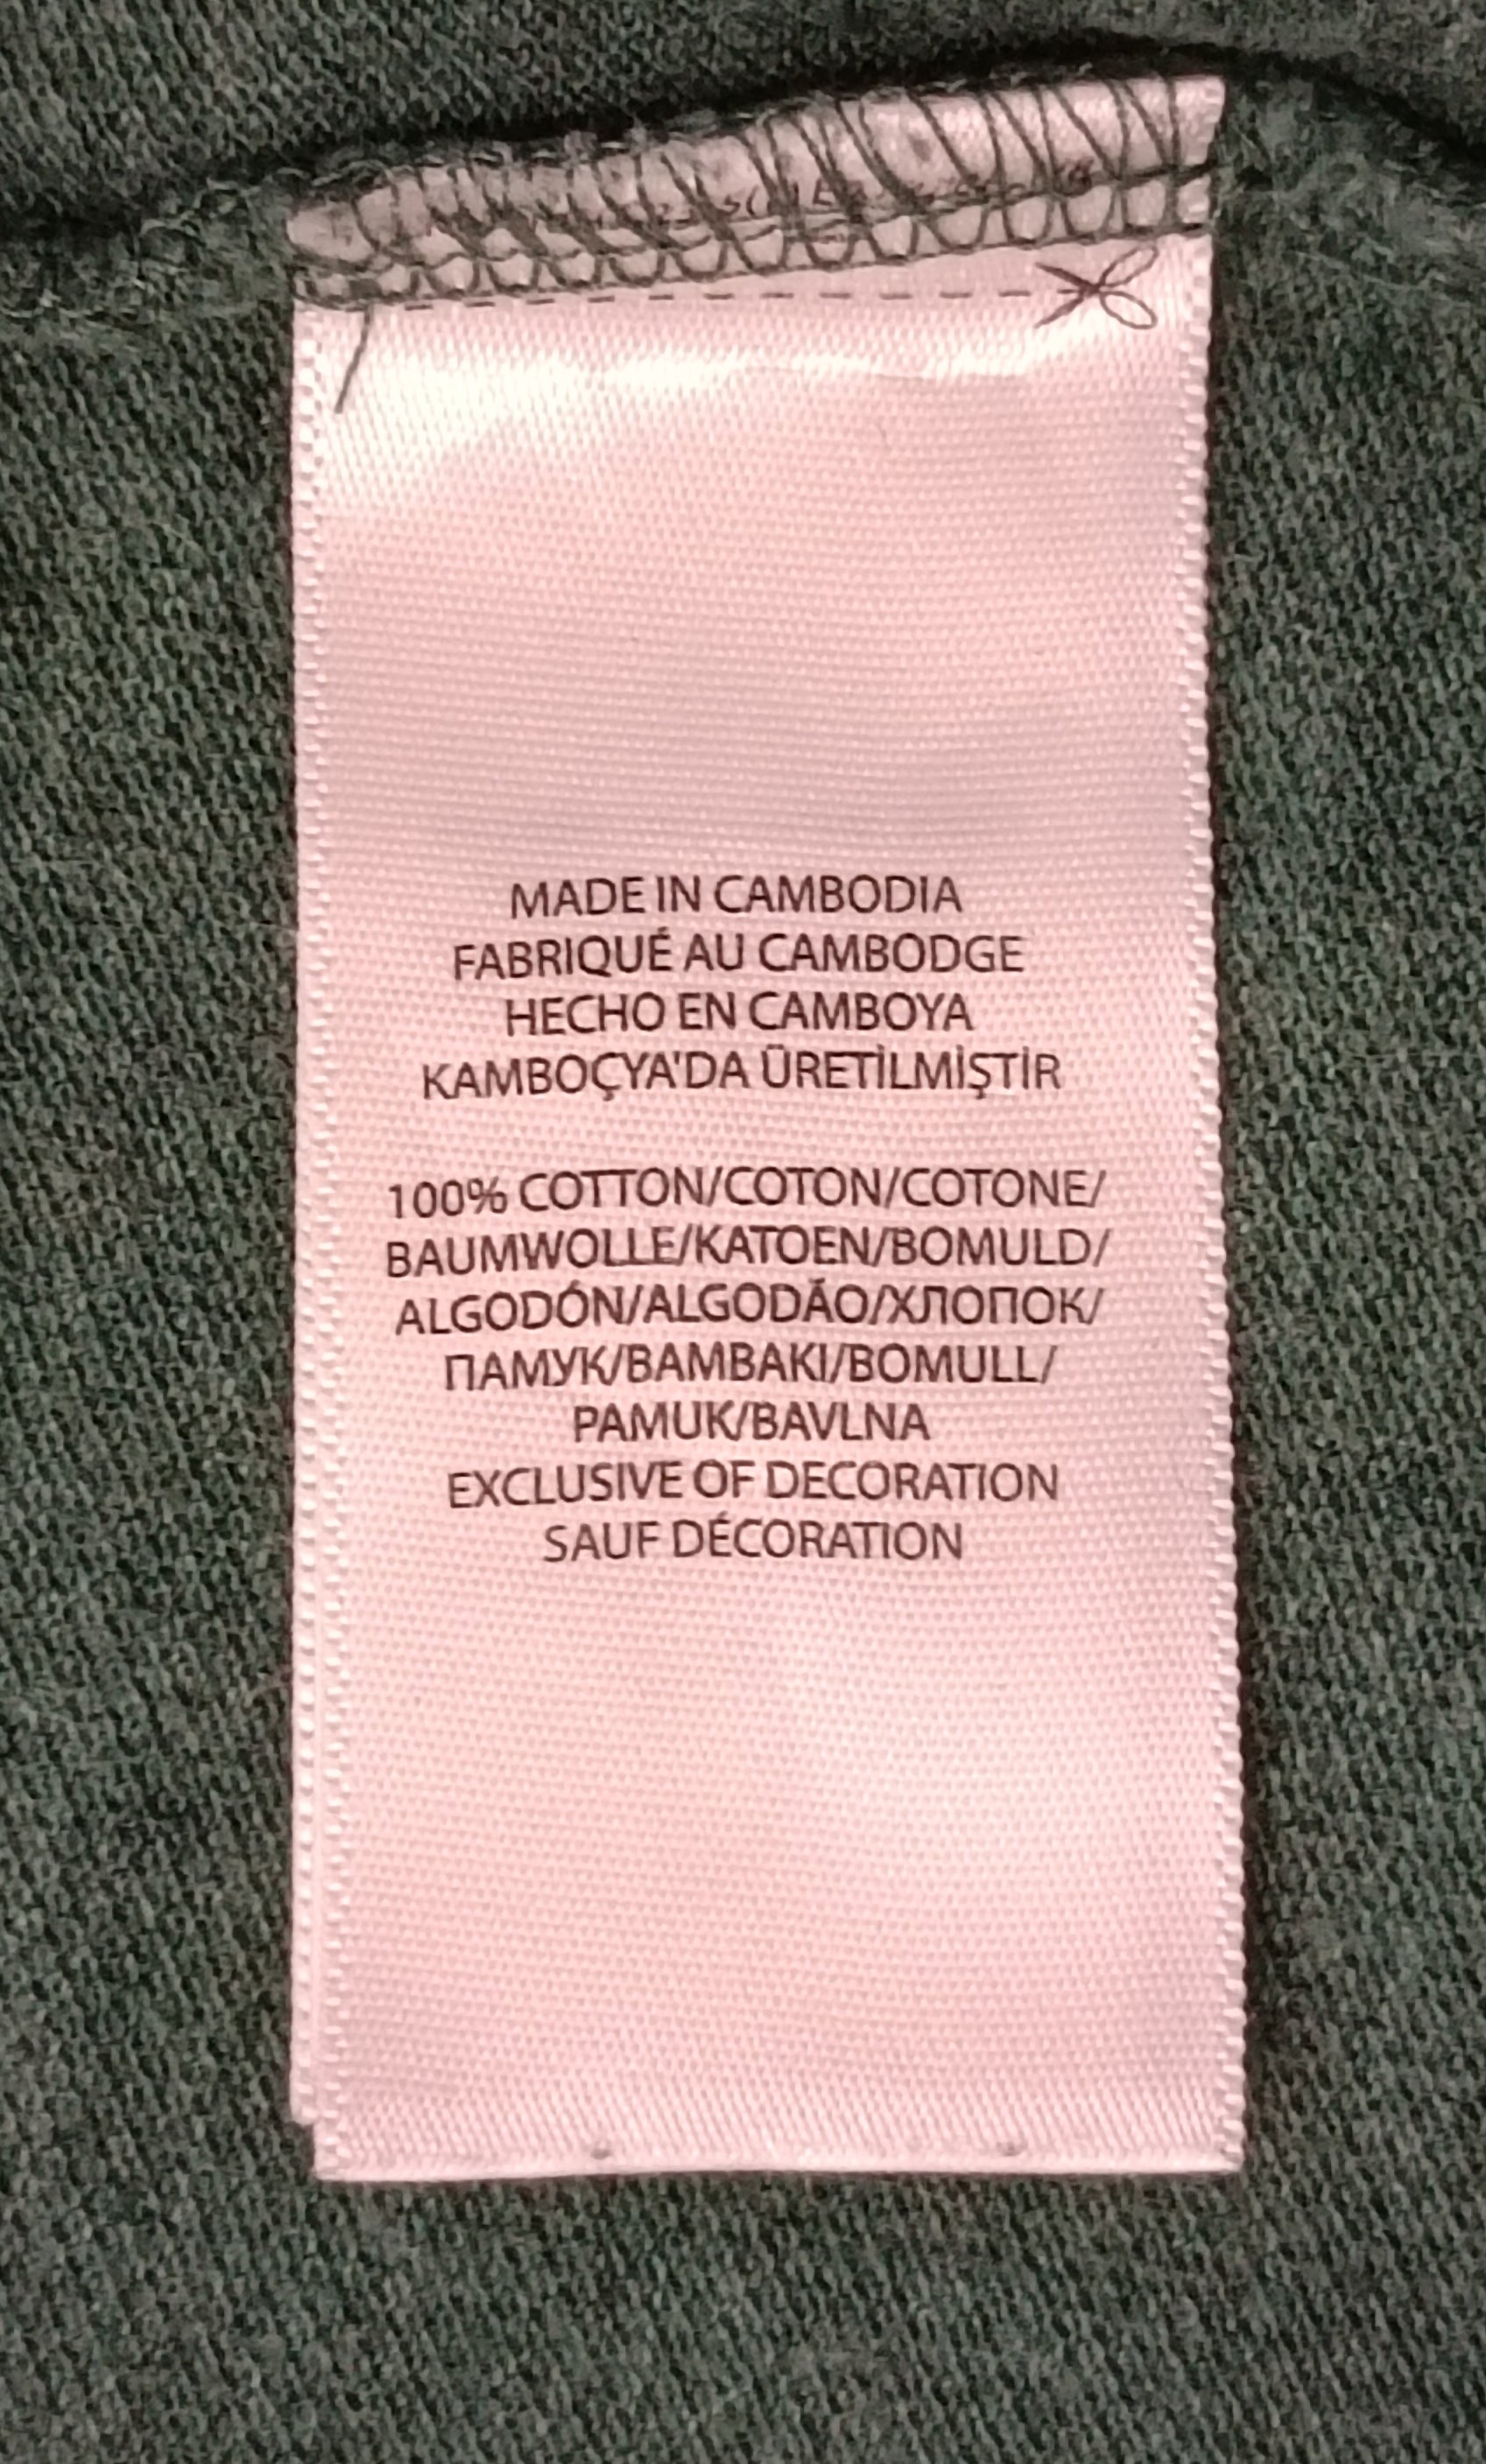 MADE IN CAMBODIA
FABRIQUÉ AU CAMBODGE
HECHO EN CAMBOYA
KAMBOÇYA'DA ÜRETİLMİŞTİR
100% COTTON/COTON/COTONE/
BAUMWOLLE/KATOEN/BOMULD/
ALGODÓN/ALGODÃO/ХЛОПОК/
ПАМУК/ΒΑΜΒΑΚΙ/BOMULL/
PAMUK/BAVLNA
EXCLUSIVE OF DECORATION
SAUF DÉCORATION